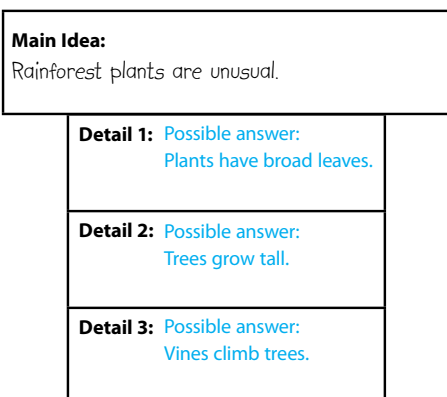 Main Idea:
Rainforest plants are unusual.
Detail 1: Possible answer:
Plants have broad leaves.
Detail 2: Possible answer:
Trees grow tall.
Detail 3: Possible answer:
Vines climb trees.